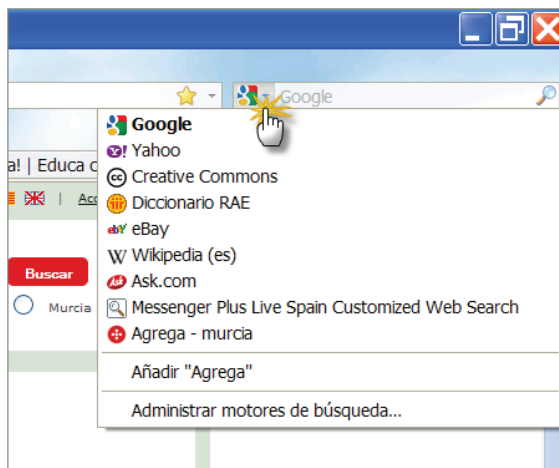 Google
Google
Yahoo
a! | Educa c
Creative Commons
| Acc
Diccionario RAE
eBay
Wikipedia (es)
Buscar
Ask.com
Murcia
Messenger Plus Live Spain Customized Web Search
Agrega - murcia
Añadir "Agrega"
Administrar motores de búsqueda...